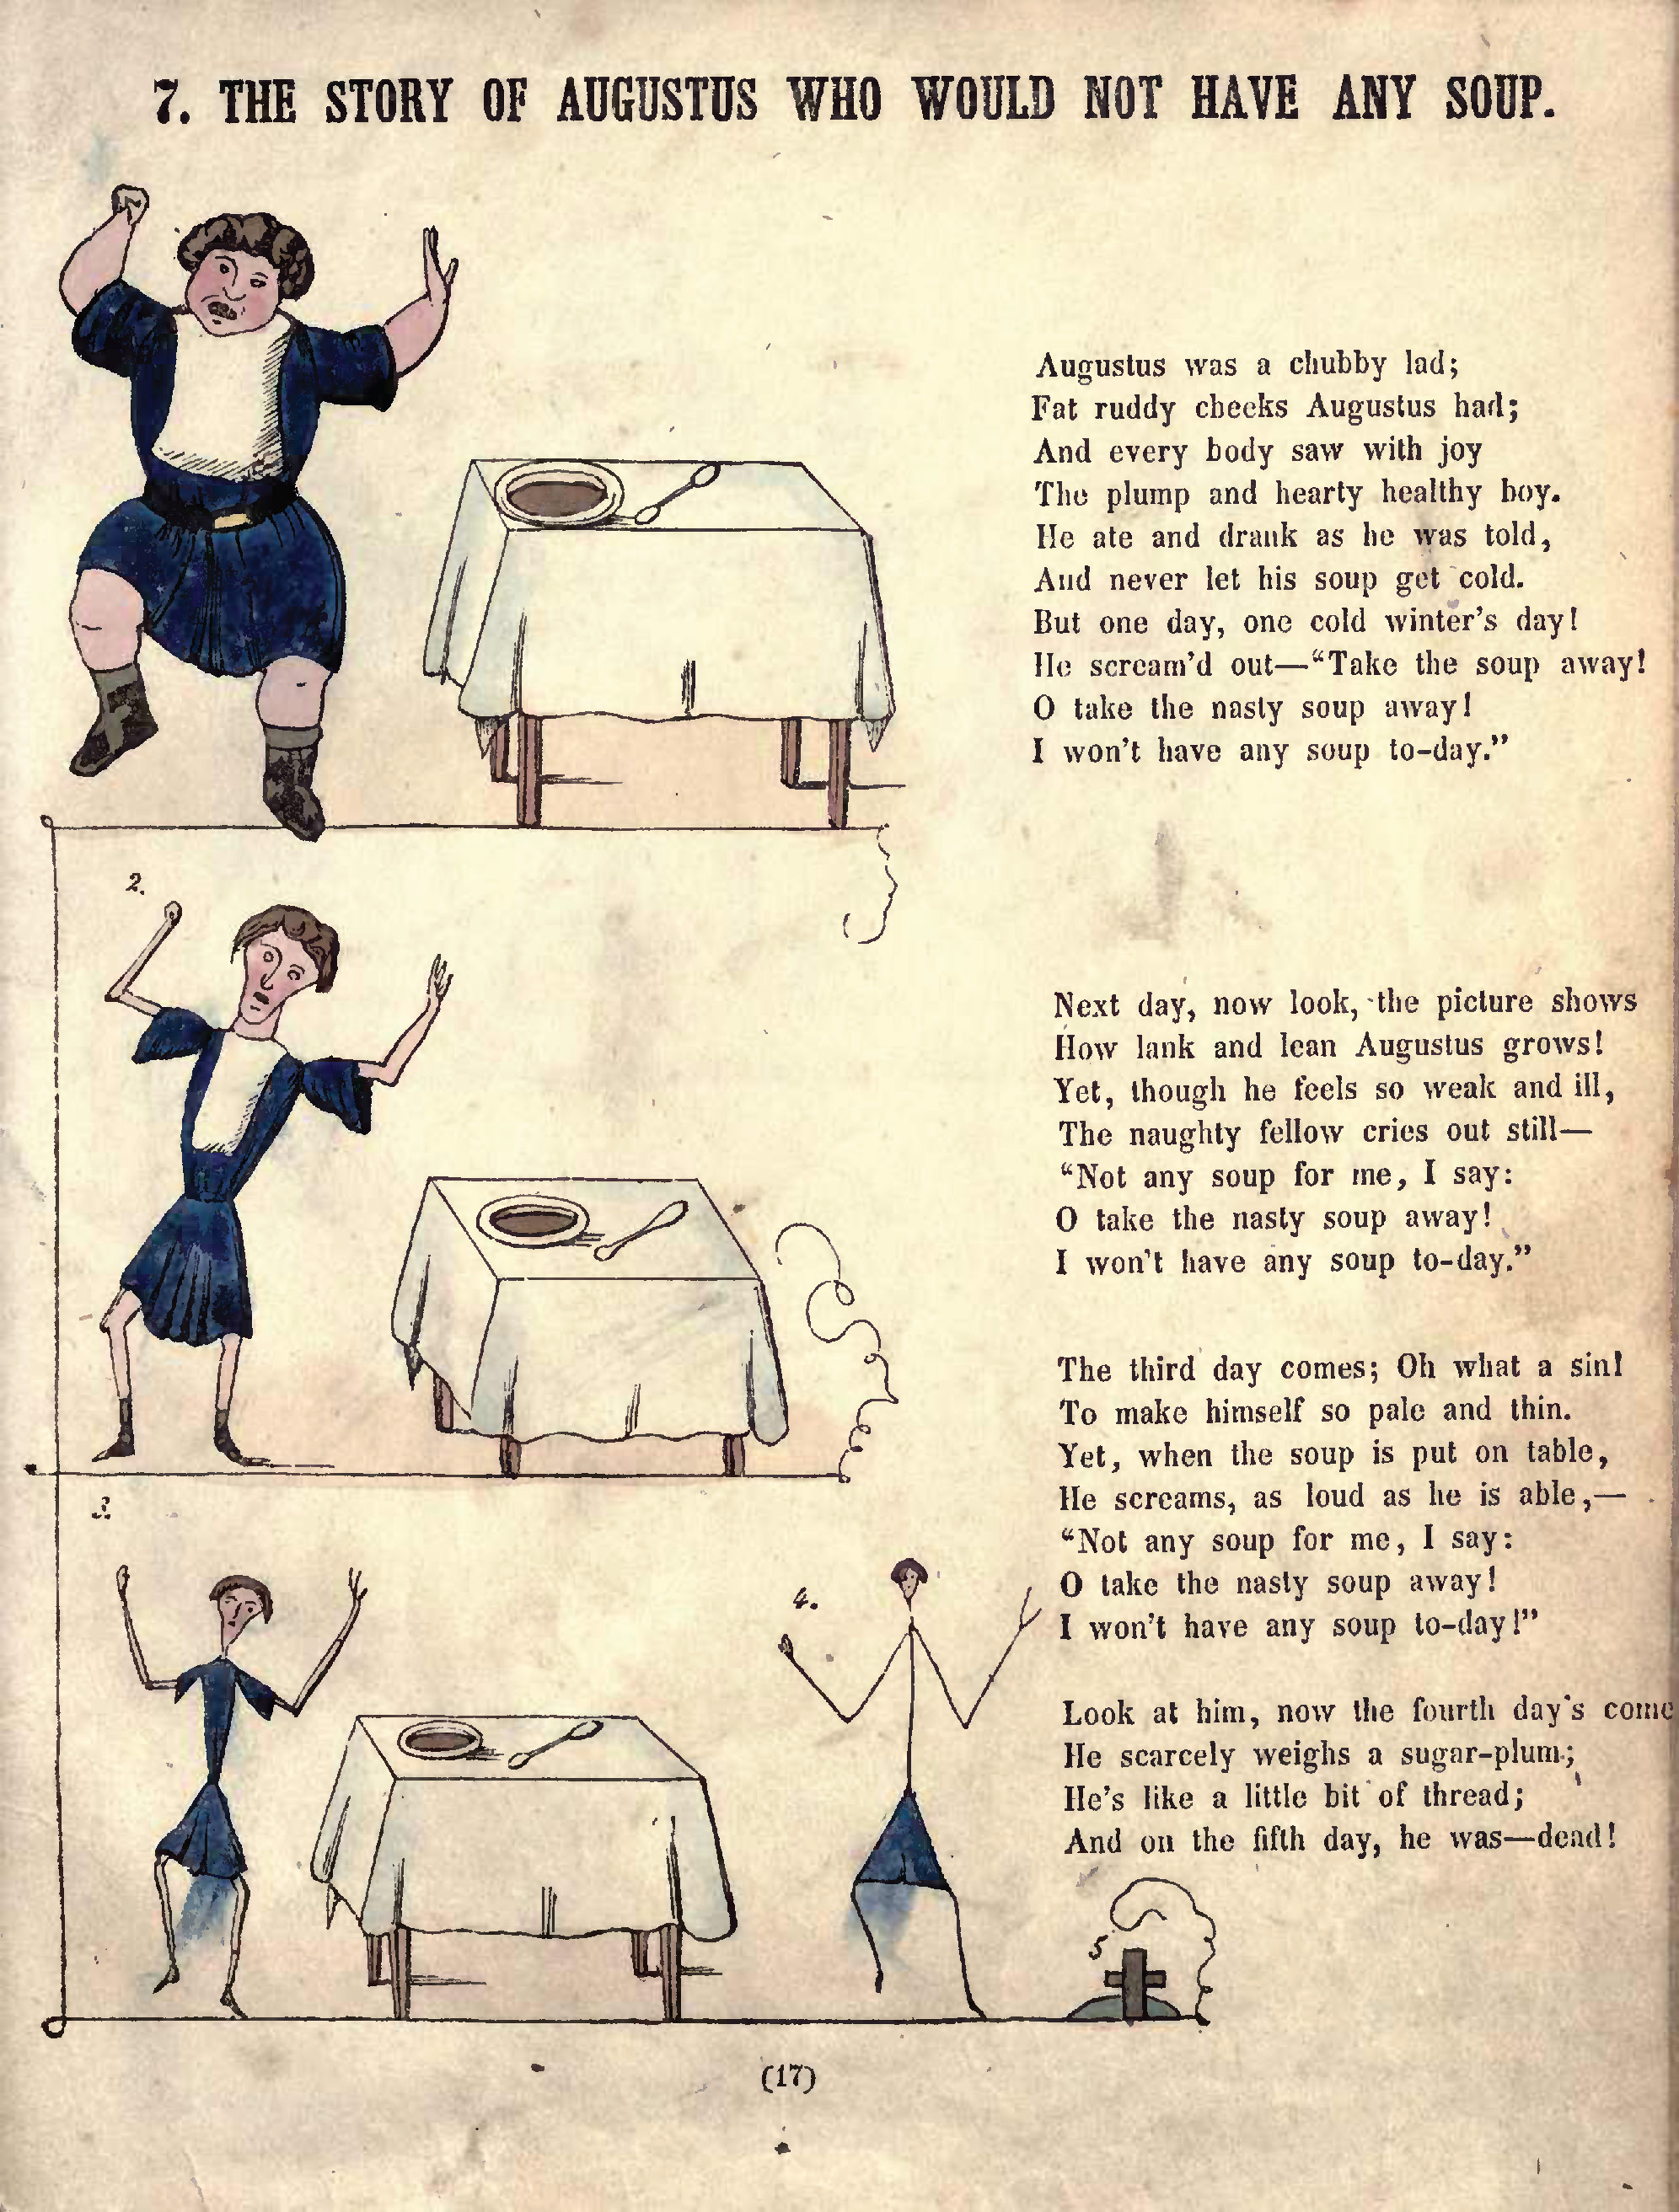 7. THE STORY OF AUGUSTUS WHO WOULD NOT HAVE ANY SOUP.
Augustus was a chubby lad;
Fat ruddy cheeks Augustus had;
And every body saw with joy
The plump and hearty healthy boy.
He ate and drank as he was told,
And never let his soup get cold.
But one day, one cold winter's day!
He scream'd out—“Take the soup away!
O take the nasty soup away!
I won't have any soup to-day.”
2.
Next day, now look, the picture shows
How lank and lean Augustus grows!
Yet, though he feels so weak and ill,
The naughty fellow cries out still—
“Not any soup for me, I say:
O take the nasty soup away!
I won't have any soup to-day.”
3.
The third day comes; Oh what a sin!
To make himself so pale and thin.
Yet, when the soup is put on table,
He screams, as loud as he is able,—
“Not any soup for me, I say:
O take the nasty soup away!
I won't have any soup to-day!”
4.
Look at him, now the fourth day's come
He scarcely weighs a sugar-plum;
He's like a little bit of thread;
And on the fifth day, he was—dead!
5
(17)